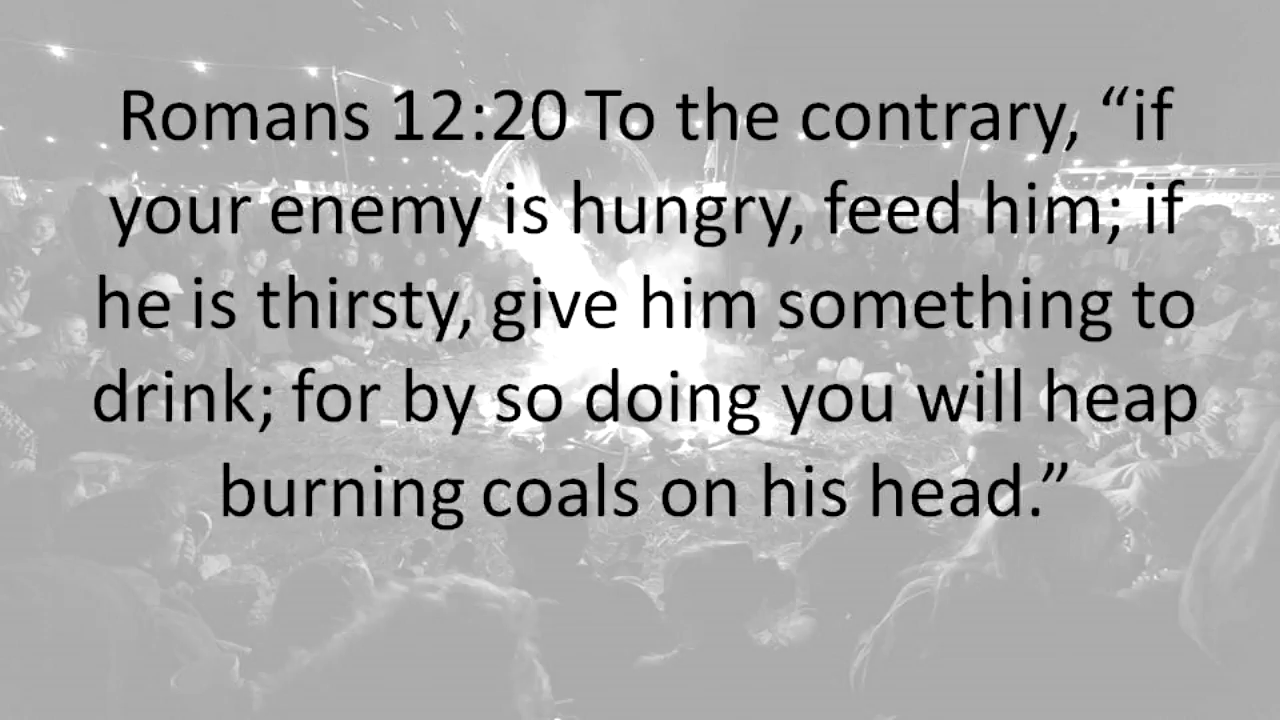 Romans 12:20 To the contrary, “if
your enemy is hungry, feed him; if
he is thirsty, give him something to
drink; for by so doing you will heap
burning coals on his head.”